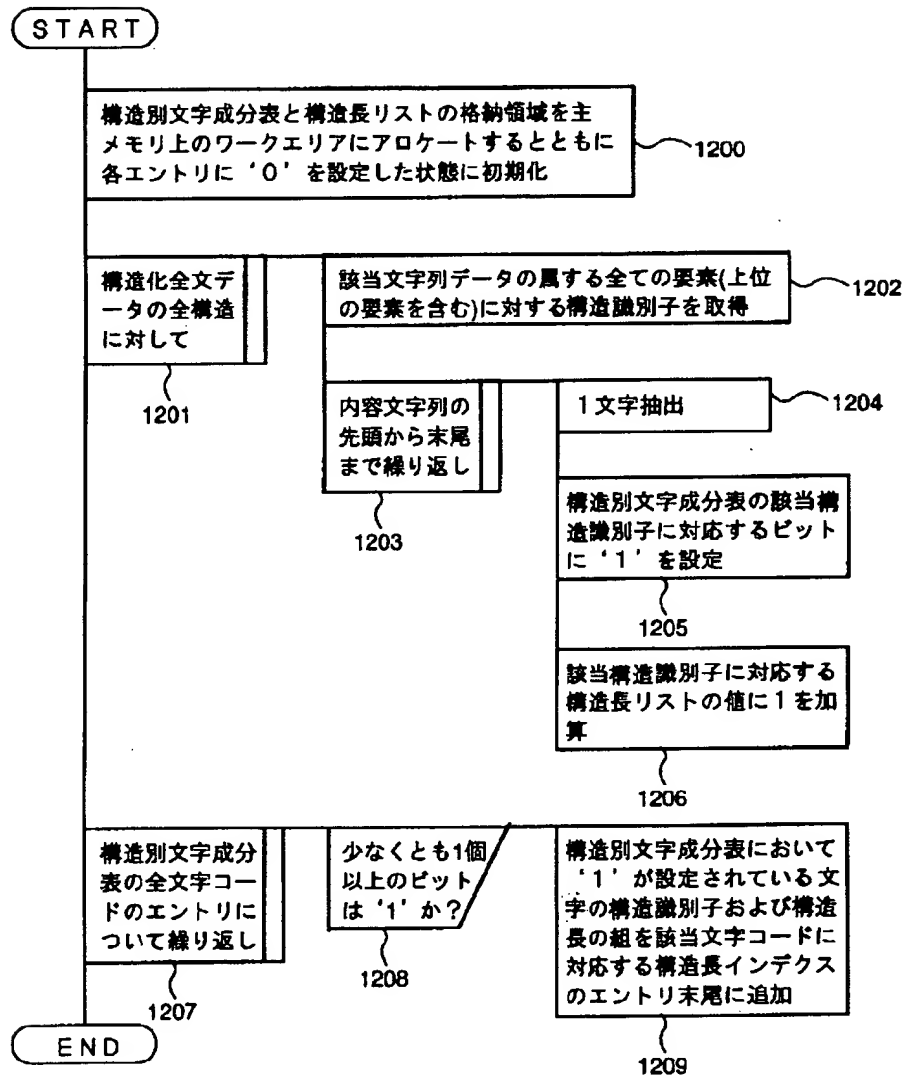 START
構造別文字成分表と構造長リストの格納領域を主
メモリ上のワークエリアにアロケートするとともに
各エントリに‘0’を設定した状態に初期化
1200
構造化全文デ
ータの全構造
に対して
1201
該当文字列データの属する全ての要素(上位
の要素を含む)に対する構造識別子を取得
1202
内容文字列の
先頭から末尾
まで繰り返し
1203
1文字抽出
1204
構造別文字成分表の該当構
造識別子に対応するビット
に‘1’を設定
1205
該当構造識別子に対応する
構造長リストの値に1を加
算
1206
構造別文字成分
表の全文字コー
ドのエントリに
ついて繰り返し
1207
少なくとも1個
以上のビット
は‘1’か?
1208
構造別文字成分表において
‘1’が設定されている文
字の構造識別子および構造
長の組を該当文字コードに
対応する構造長インデクス
のエントリ末尾に追加
1209
END